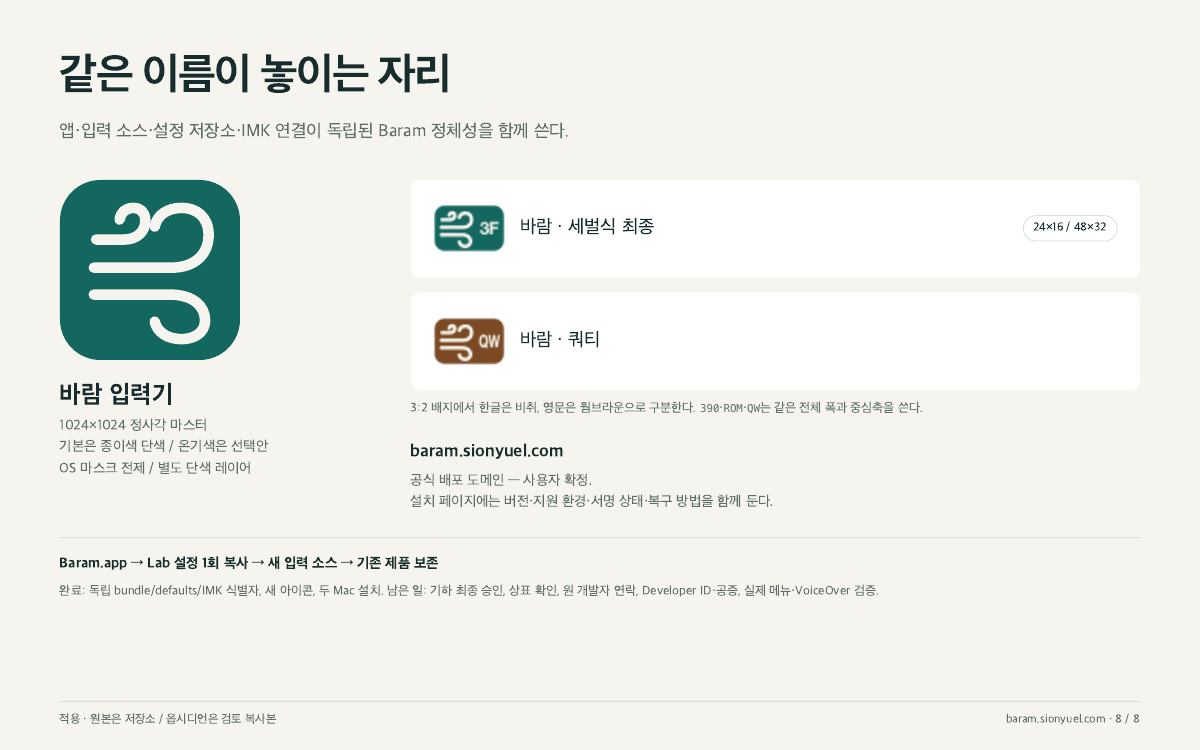 같은 이름이 놓이는 자리
앱·입력 소스·설정 저장소·IMK 연결이 독립된 Baram 정체성을 함께 쓴다.
3F
바람 · 세벌식 최종
24×16 / 48×32
QW
바람 · 쿼티
바람 입력기
1024×1024 정사각 마스터
기본은 종이색 단색 / 온기색은 선택안
OS 마스크 전제 / 별도 단색 레이어
3:2 배지에서 한글은 비취, 영문은 웜브라운으로 구분한다. 390·ROM·QW는 같은 전체 폭과 중심축을 쓴다.
baram.sionyuel.com
공식 배포 도메인 — 사용자 확정.
설치 페이지에는 버전·지원 환경·서명 상태·복구 방법을 함께 둔다.
Baram.app → Lab 설정 1회 복사 → 새 입력 소스 → 기존 제품 보존
완료: 독립 bundle/defaults/IMK 식별자, 새 아이콘, 두 Mac 설치. 남은 일: 기하 최종 승인, 상표 확인, 원 개발자 연락, Developer ID·공증, 실제 메뉴·VoiceOver 검증.
적용 · 원본은 저장소 / 옵시디언은 검토 복사본
baram.sionyuel.com · 8 / 8